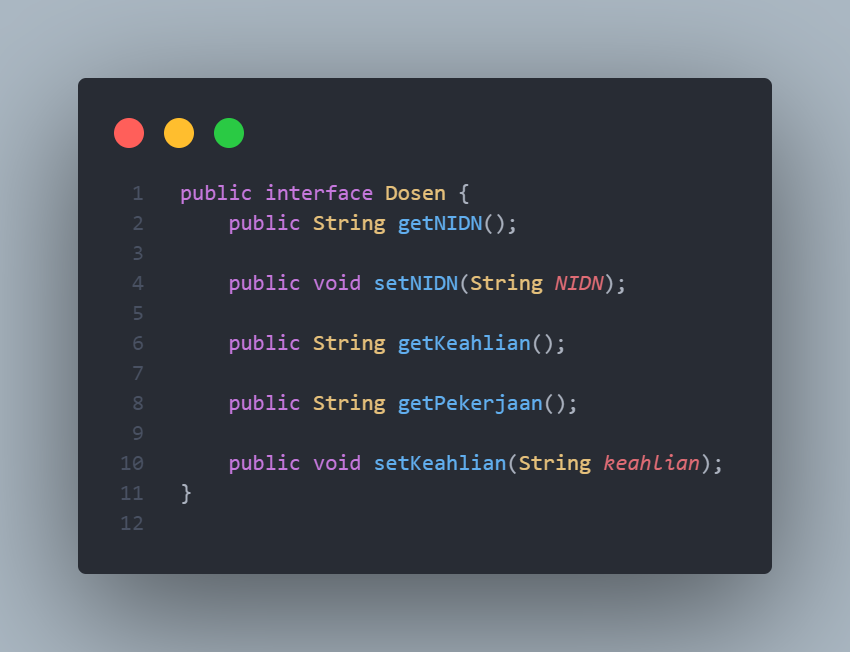 1 public interface Dosen {
2 public String getNIDN();
3
4 public void setNIDN(String NIDN);
5
6 public String getKeahlian();
7
8 public String getPekerjaan();
9
10 public void setKeahlian(String keahlian);
11 }
12